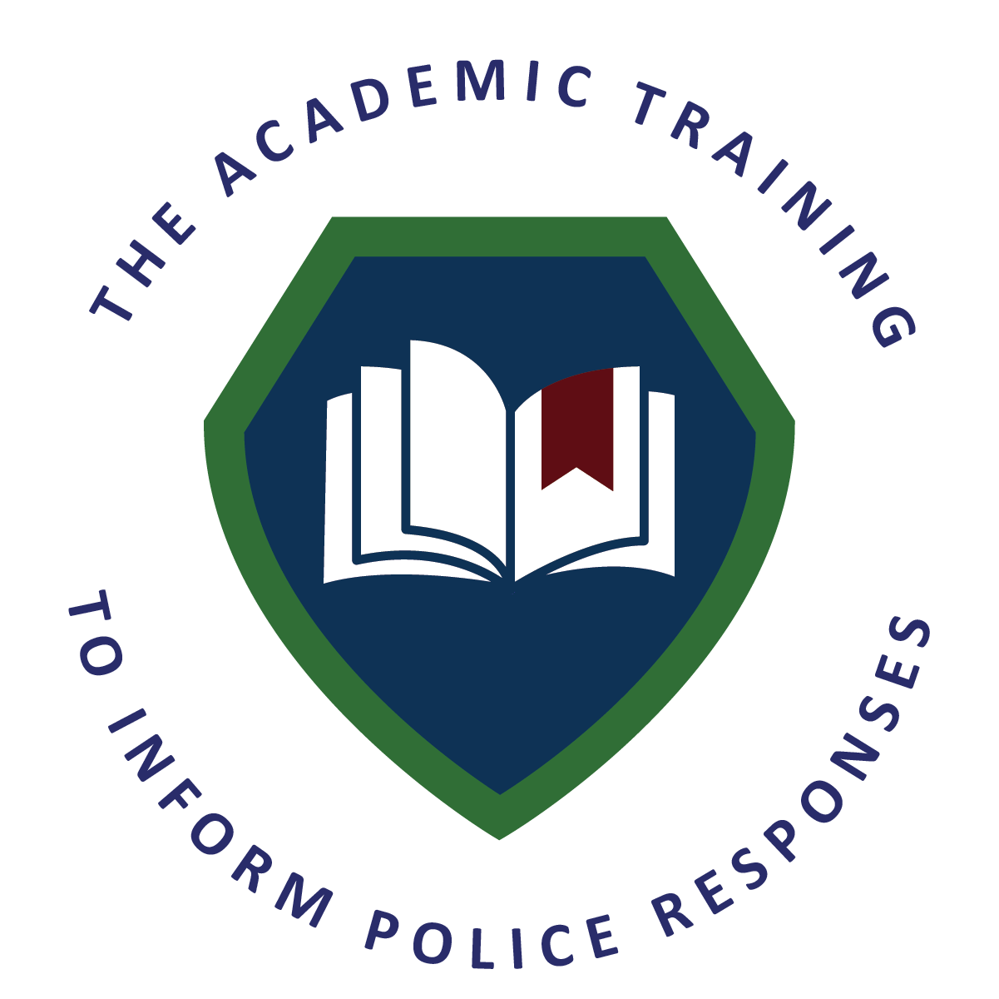 THE ACADEMIC TRAINING
TO INFORM POLICE RESPONSES